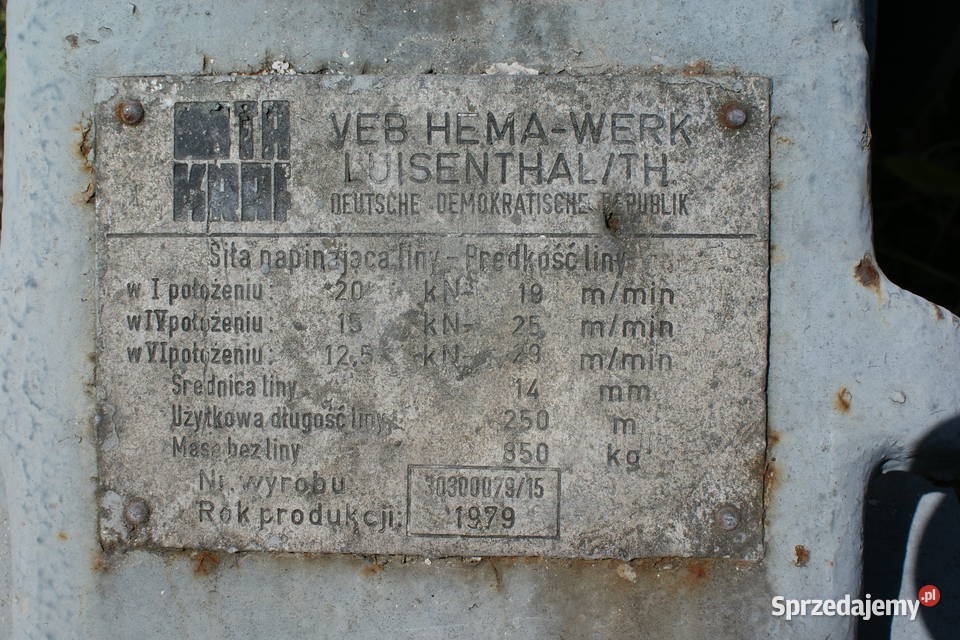 MIA
KRAL
VEB HEMA-WERK
LUISENTHAL/TH.
DEUTSCHE DEMOKRATISCHE REPUBLIK
Siła napinająca liny - Prędkość liny
w I położeniu: 20 kN- 19 m/min
w IV położeniu: 15 kN- 25 m/min
w VI położeniu: 12,5 kN- 29 m/min
Średnica liny 14 mm
Użytkowa długość liny: 250 m
Masa bez liny 850 kg
Nr. wyrobu 30300079/15
Rok produkcji: 1979
Sprzedajemy.pl